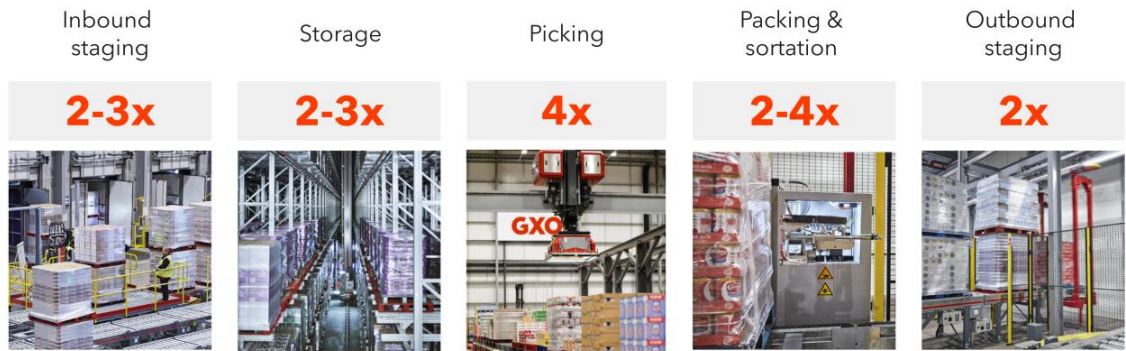 Inbound
staging
Storage
Picking
Packing &
sortation
Outbound
staging
2-3x
2-3x
4x
2-4x
2x
GXO